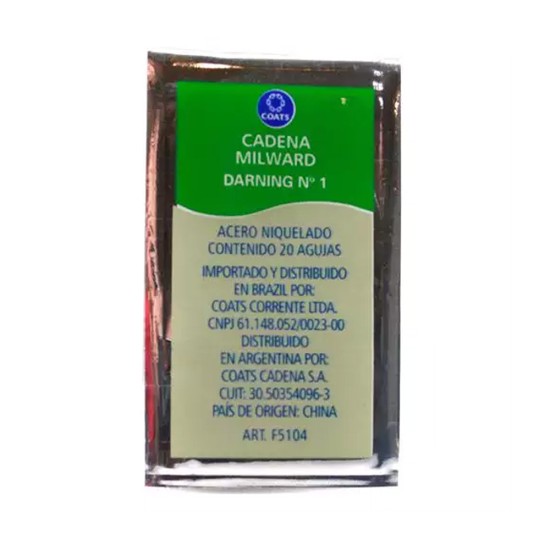 COATS
CADENA
MILWARD
DARNING Nº 1
ACERO NIQUELADO
CONTENIDO 20 AGUJAS
IMPORTADO Y DISTRIBUIDO
EN BRAZIL POR:
COATS CORRENTE LTDA.
CNPJ 61.148.052/0023-00
DISTRIBUIDO
EN ARGENTINA POR:
COATS CADENA S.A.
CUIT: 30.50354096-3
PAÍS DE ORIGEN: CHINA
ART. F5104